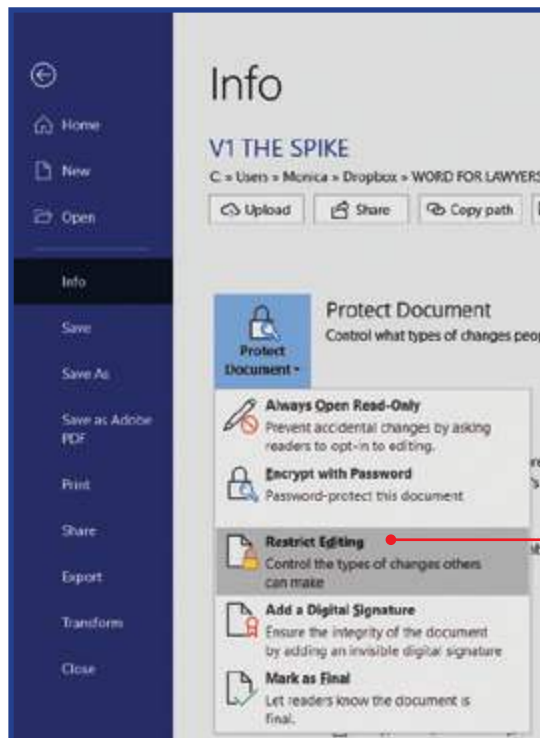 Info
Home
New
Open
Info
Save
Save As
Save as Adobe
PDF
Print
Share
Export
Transform
Close
V1 THE SPIKE
C: » Users » Monica » Dropbox » WORD FOR LAWYERS
Upload
Share
Copy path
Protect
Document
Protect Document
Control what types of changes
Always Open Read-Only
Prevent accidental changes by asking
readers to opt-in to editing.
Encrypt with Password
Password-protect this document
Restrict Editing
Control the types of changes others
can make
Add a Digital Signature
Ensure the integrity of the document
by adding an invisible digital signature
Mark as Final
Let readers know the document is
final.